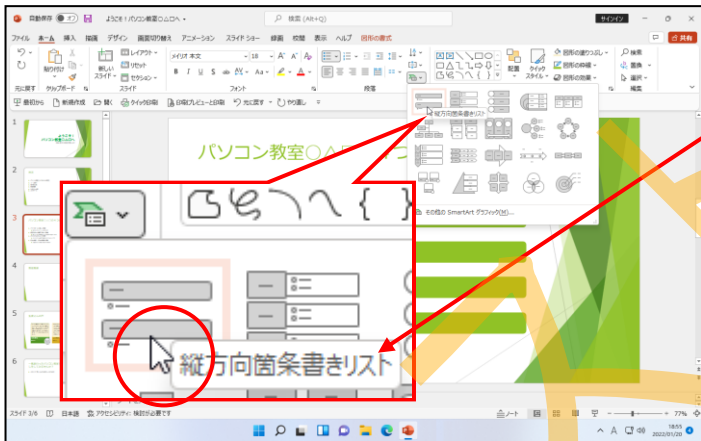 自動保存 オフ ようこそ！パソコン教室○△□へ 検索 (Alt+Q) サインイン
ファイル ホーム 挿入 描画 デザイン 画面切り替え アニメーション スライド ショー 録画 校閲 表示 ヘルプ 図形の書式 共有
貼り付け 新しいスライド レイアウト リセット セクション メイリオ 本文 18 配置 クイックスタイル 図形の塗りつぶし 図形の枠線 図形の効果 検索 置換 選択
元に戻す クリップボード スライド フォント 段落 編集
最初から 新規作成 開く クイック印刷 印刷プレビューと印刷 元に戻す やり直し
縦方向箇条書きリスト
1
2
3
4
5
6
パソコン教室○△□
その他の SmartArt グラフィック(M)...
縦方向箇条書きリスト
スライド 3/6 日本語 アクセシビリティ: 検討が必要です ノート 77%
A 18:55
2022/01/20